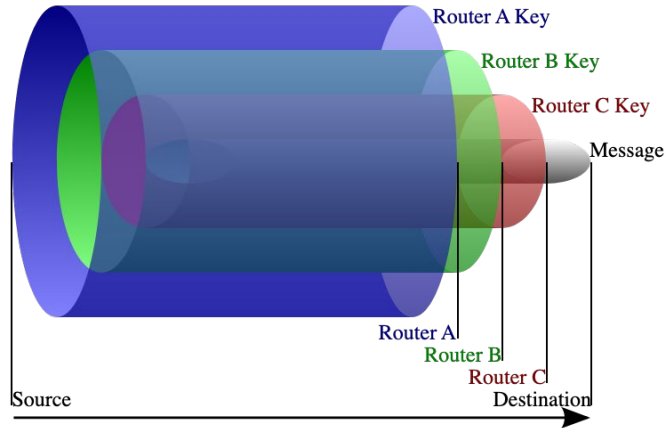 Router A Key
Router B Key
Router C Key
Message
Router A
Router B
Router C
Source
Destination